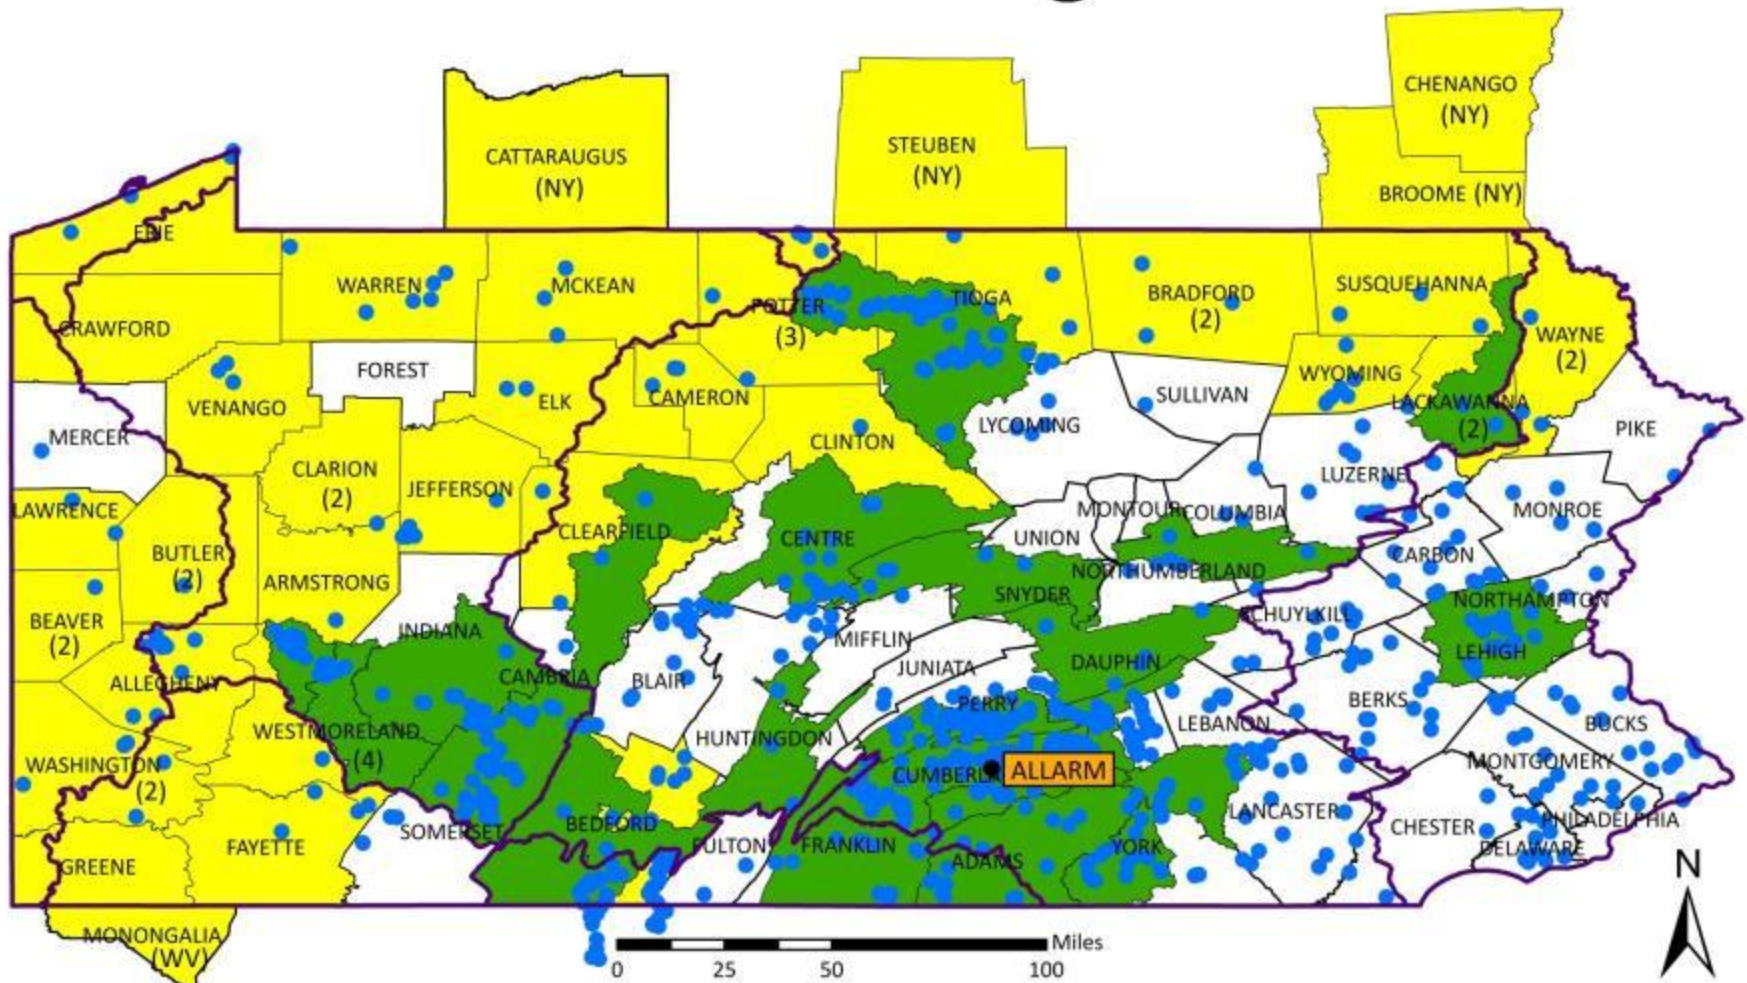 CHENANGO
(NY)
CATTARAUGUS
(NY)
STEUBEN
(NY)
BROOME (NY)
ERIE
WARREN
MCKEAN
POTTER
(3)
TIOGA
BRADFORD
(2)
SUSQUEHANNA
WAYNE
(2)
CRAWFORD
FOREST
VENANGO
ELK
CAMERON
CLINTON
LYCOMING
SULLIVAN
WYOMING
LACKAWANNA
(2)
PIKE
MERCER
CLARION
(2)
JEFFERSON
LUZERNE
LAWRENCE
CLEARFIELD
CENTRE
UNION
MONTOUR
COLUMBIA
MONROE
BUTLER
(2)
ARMSTRONG
CARBON
NORTHUMBERLAND
SNYDER
NORTHAMPTON
BEAVER
(2)
INDIANA
MIFFLIN
SCHUYLKILL
JUNIATA
DAUPHIN
LEHIGH
ALLEGHENY
CAMBRIA
BLAIR
PERRY
BERKS
WESTMORELAND
(4)
HUNTINGDON
LEBANON
BUCKS
WASHINGTON
(2)
CUMBERLA
ALLARM
MONTGOMERY
LANCASTER
SOMERSET
BEDFORD
CHESTER
PHILADELPHIA
GREENE
FAYETTE
FULTON
FRANKLIN
ADAMS
YORK
DELAWARE
N
MONONGALIA
(WV)
Miles
0 25 50 100